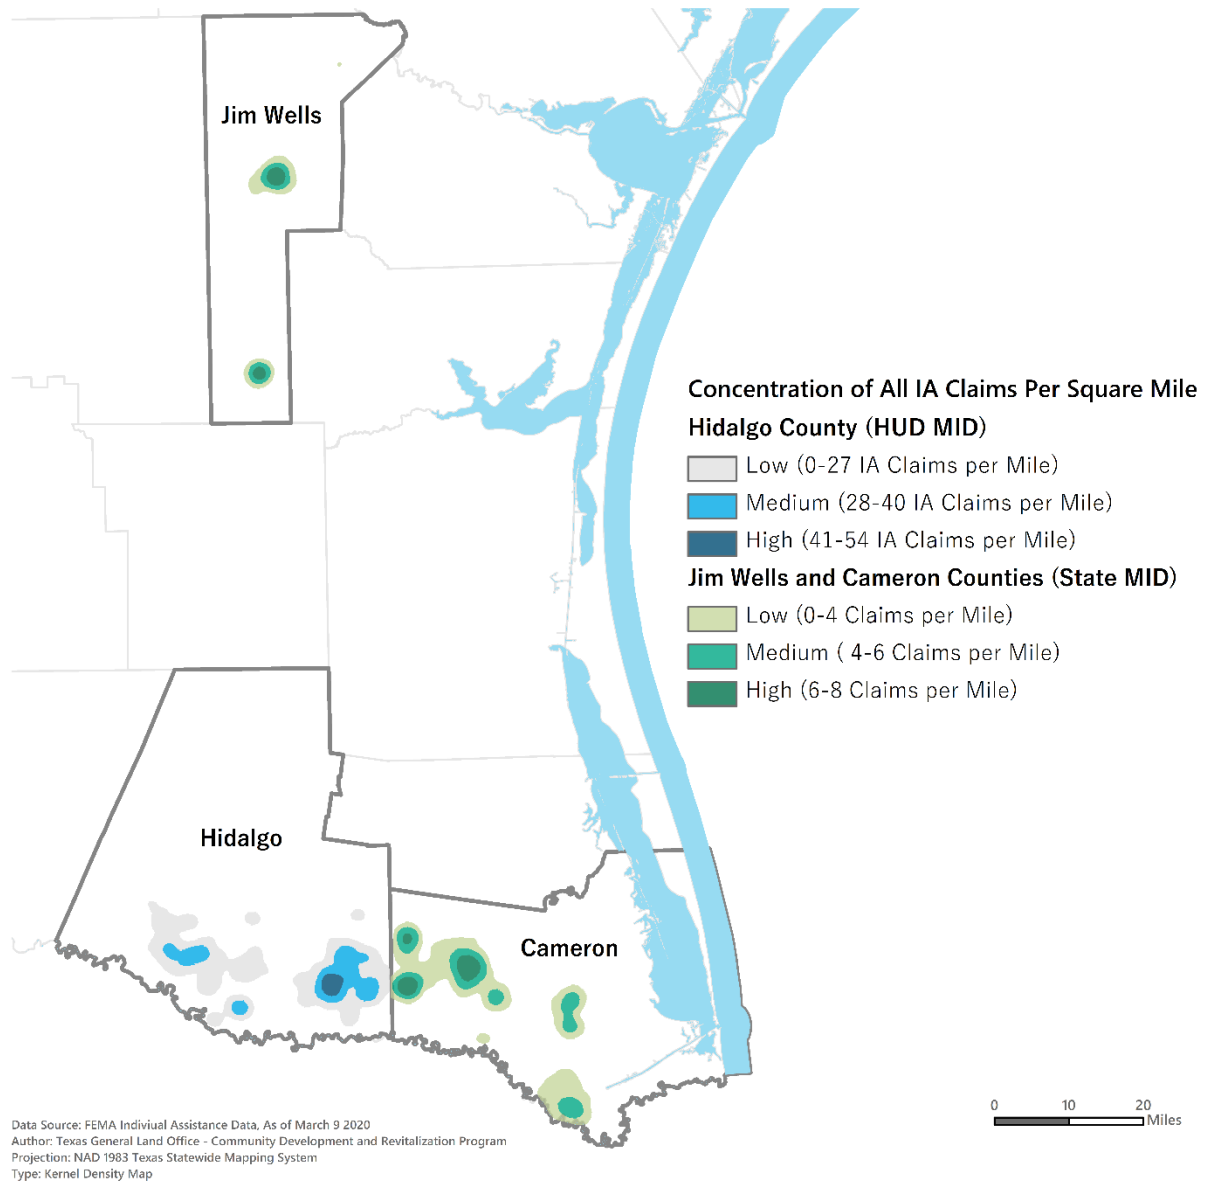 Jim Wells
Concentration of All IA Claims Per Square Mile
Hidalgo County (HUD MID)
Low (0-27 IA Claims per Mile)
Medium (28-40 IA Claims per Mile)
High (41-54 IA Claims per Mile)
Jim Wells and Cameron Counties (State MID)
Low (0-4 Claims per Mile)
Medium ( 4-6 Claims per Mile)
High (6-8 Claims per Mile)
Hidalgo
Cameron
0 10 20
Miles
Data Source: FEMA Indiviual Assistance Data, As of March 9 2020
Author: Texas General Land Office - Community Development and Revitalization Program
Projection: NAD 1983 Texas Statewide Mapping System
Type: Kernel Density Map